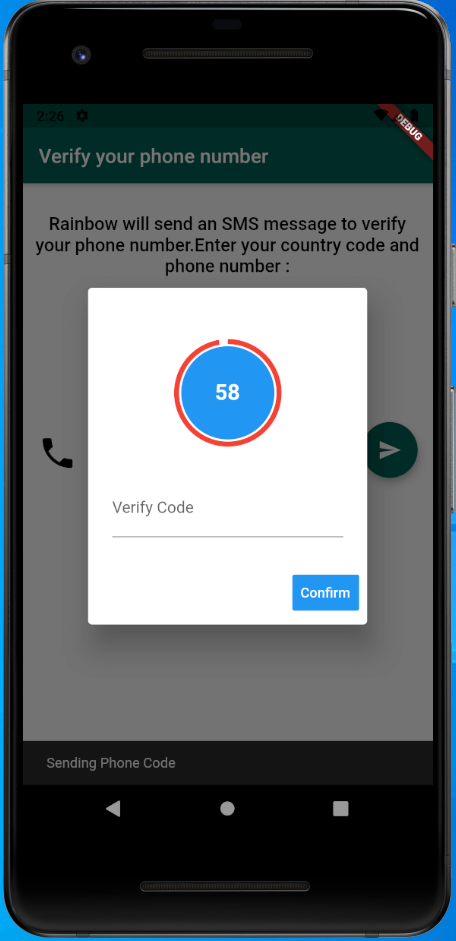 2:26
DEBUG
Verify your phone number
Rainbow will send an SMS message to verify
your phone number.Enter your country code and
phone number :
58
Verify Code
Confirm
Sending Phone Code